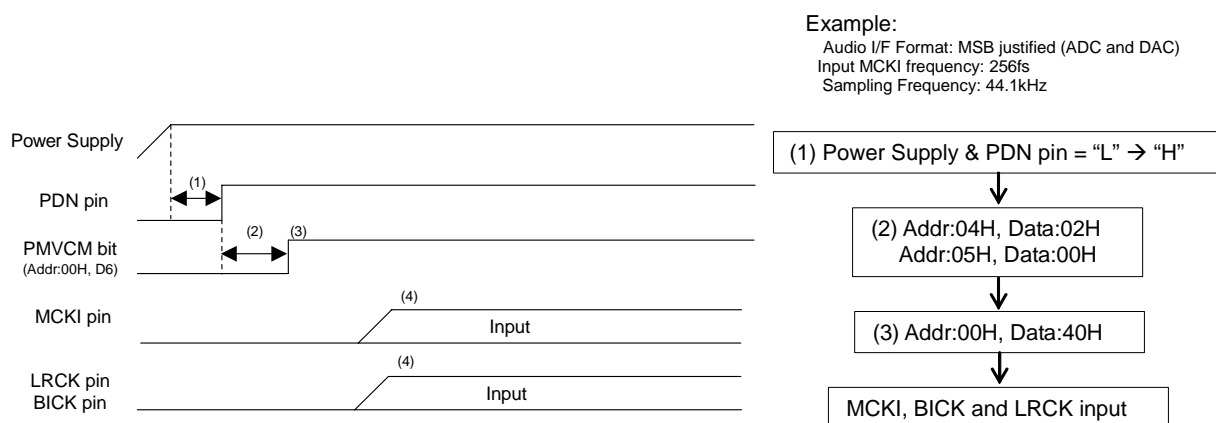 Example:
Audio I/F Format: MSB justified (ADC and DAC)
Input MCKI frequency: 256fs
Sampling Frequency: 44.1kHz
Power Supply
(1)
PDN pin
(2)
(3)
PMVCM bit
(Addr:00H, D6)
(4)
MCKI pin
Input
(4)
LRCK pin
BICK pin
Input
(1) Power Supply & PDN pin = “L” → “H”
(2) Addr:04H, Data:02H
Addr:05H, Data:00H
(3) Addr:00H, Data:40H
MCKI, BICK and LRCK input